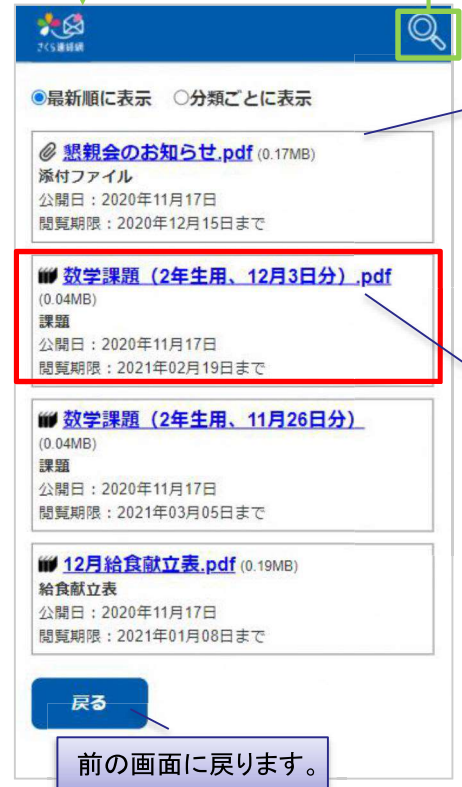 さくら連絡網
最新順に表示 分類ごとに表示
懇親会のお知らせ.pdf (0.17MB)
添付ファイル
公開日：2020年11月17日
閲覧期限：2020年12月15日まで
数学課題（2年生用、12月3日分）.pdf
(0.04MB)
課題
公開日：2020年11月17日
閲覧期限：2021年02月19日まで
数学課題（2年生用、11月26日分）
(0.04MB)
課題
公開日：2020年11月17日
閲覧期限：2021年03月05日まで
12月給食献立表.pdf (0.19MB)
給食献立表
公開日：2020年11月17日
閲覧期限：2021年01月08日まで
戻る
前の画面に戻ります。